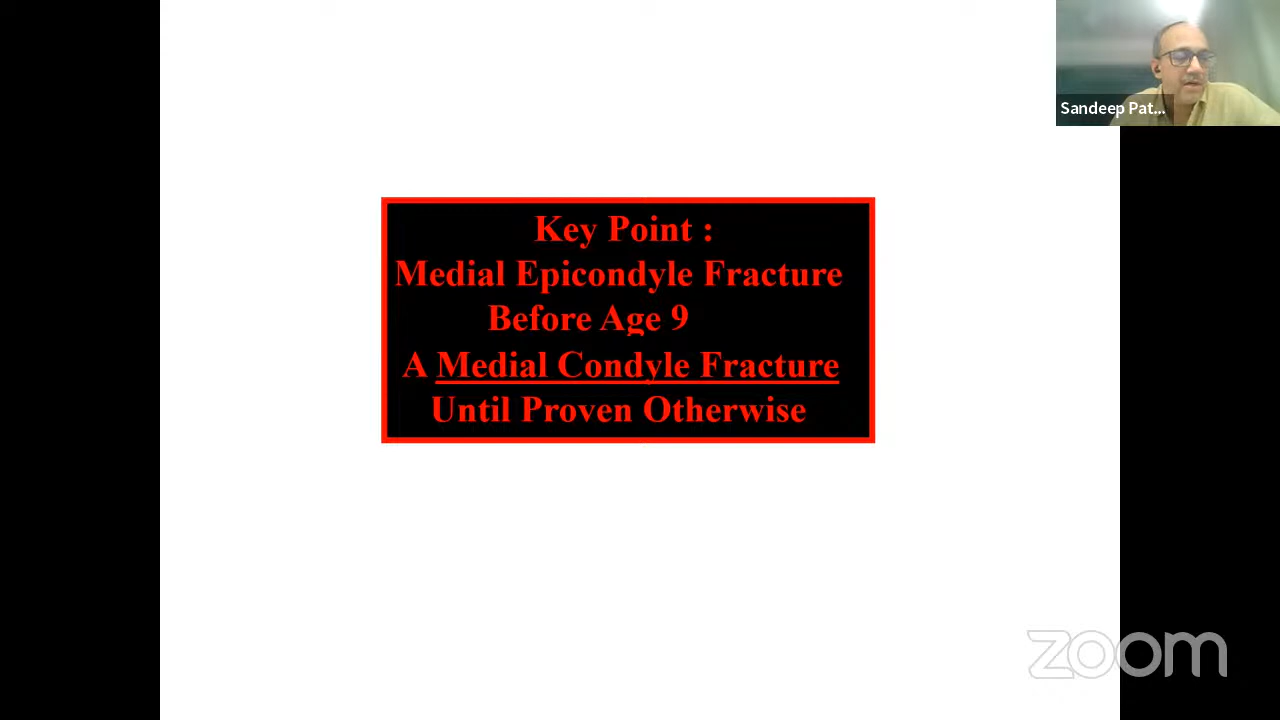 Sandeep Pat...
Key Point :
Medial Epicondyle Fracture
Before Age 9
A Medial Condyle Fracture
Until Proven Otherwise
zoom